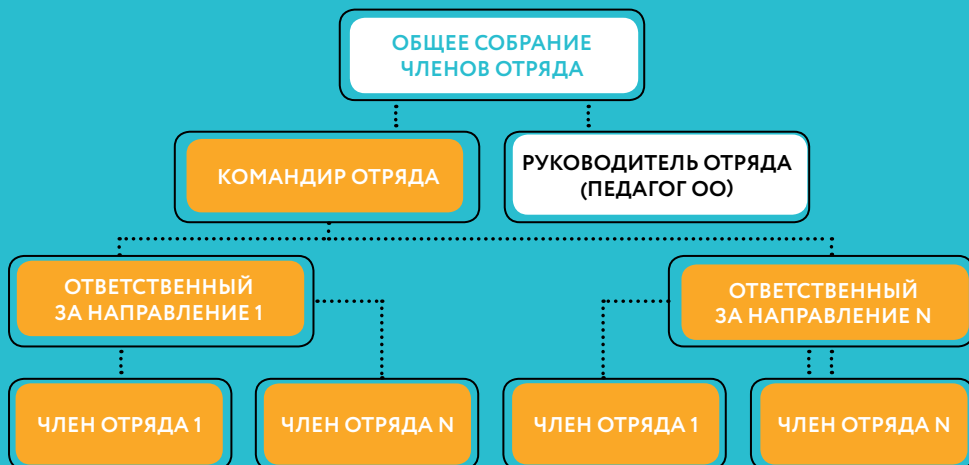 ОБЩЕЕ СОБРАНИЕ
ЧЛЕНОВ ОТРЯДА
КОМАНДИР ОТРЯДА
РУКОВОДИТЕЛЬ ОТРЯДА
(ПЕДАГОГ ОО)
ОТВЕТСТВЕННЫЙ
ЗА НАПРАВЛЕНИЕ 1
ОТВЕТСТВЕННЫЙ
ЗА НАПРАВЛЕНИЕ N
ЧЛЕН ОТРЯДА 1
ЧЛЕН ОТРЯДА N
ЧЛЕН ОТРЯДА 1
ЧЛЕН ОТРЯДА N